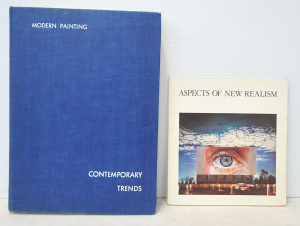 MODERN PAINTING
CONTEMPORARY
TRENDS
ASPECTS OF NEW REALISM